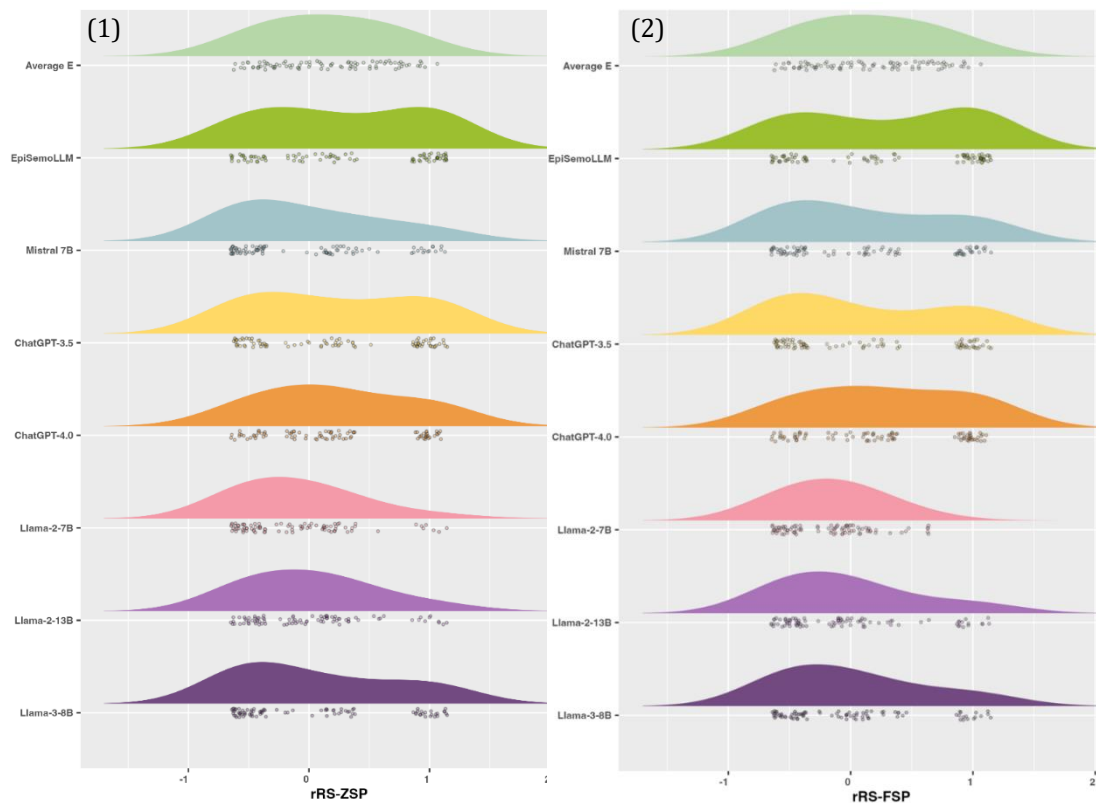 (1)
Average E
EpiSemoLLM
Mistral 7B
ChatGPT-3.5
ChatGPT-4.0
Llama-2-7B
Llama-2-13B
Llama-3-8B
-1 0 1 2
rRS-ZSP
(2)
Average E
EpiSemoLLM
Mistral 7B
ChatGPT-3.5
ChatGPT-4.0
Llama-2-7B
Llama-2-13B
Llama-3-8B
-1 0 1 2
rRS-FSP